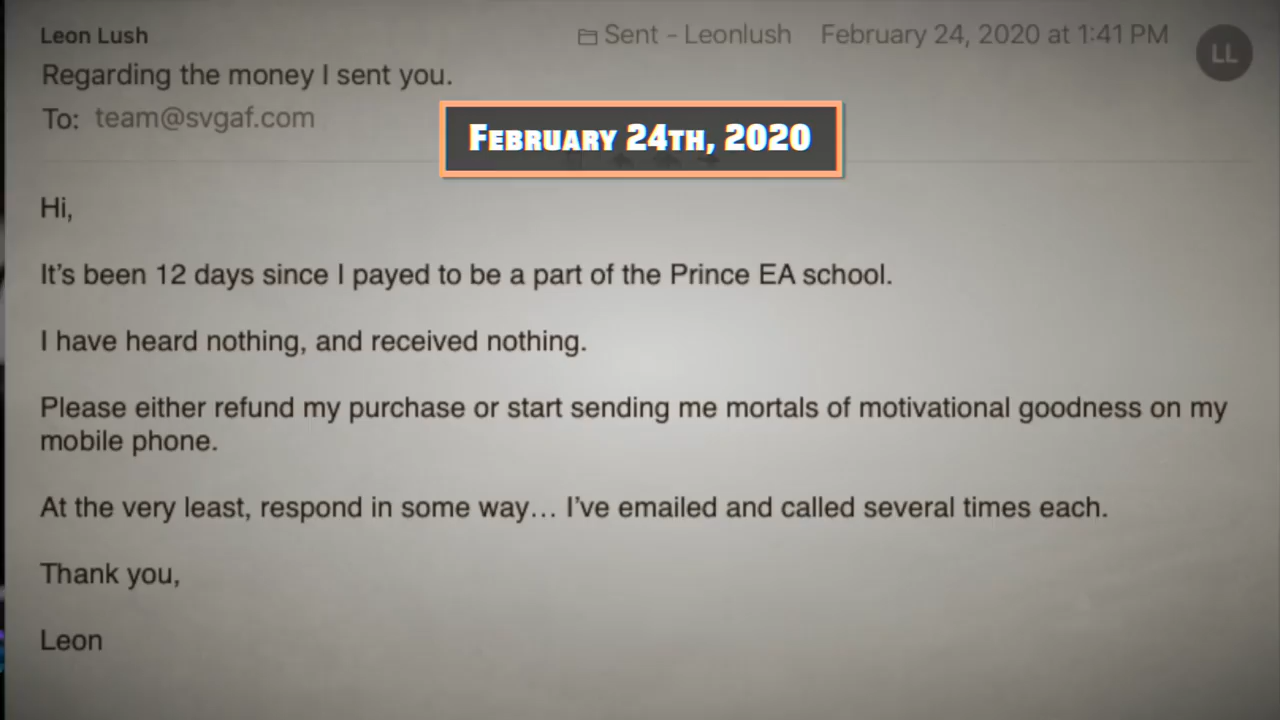 Leon Lush
Sent - Leonlush February 24, 2020 at 1:41 PM
LL
Regarding the money I sent you.
To: team@svgaf.com
FEBRUARY 24TH, 2020
Hi,
It's been 12 days since I payed to be a part of the Prince EA school.
I have heard nothing, and received nothing.
Please either refund my purchase or start sending me mortals of motivational goodness on my
mobile phone.
At the very least, respond in some way… I've emailed and called several times each.
Thank you,
Leon